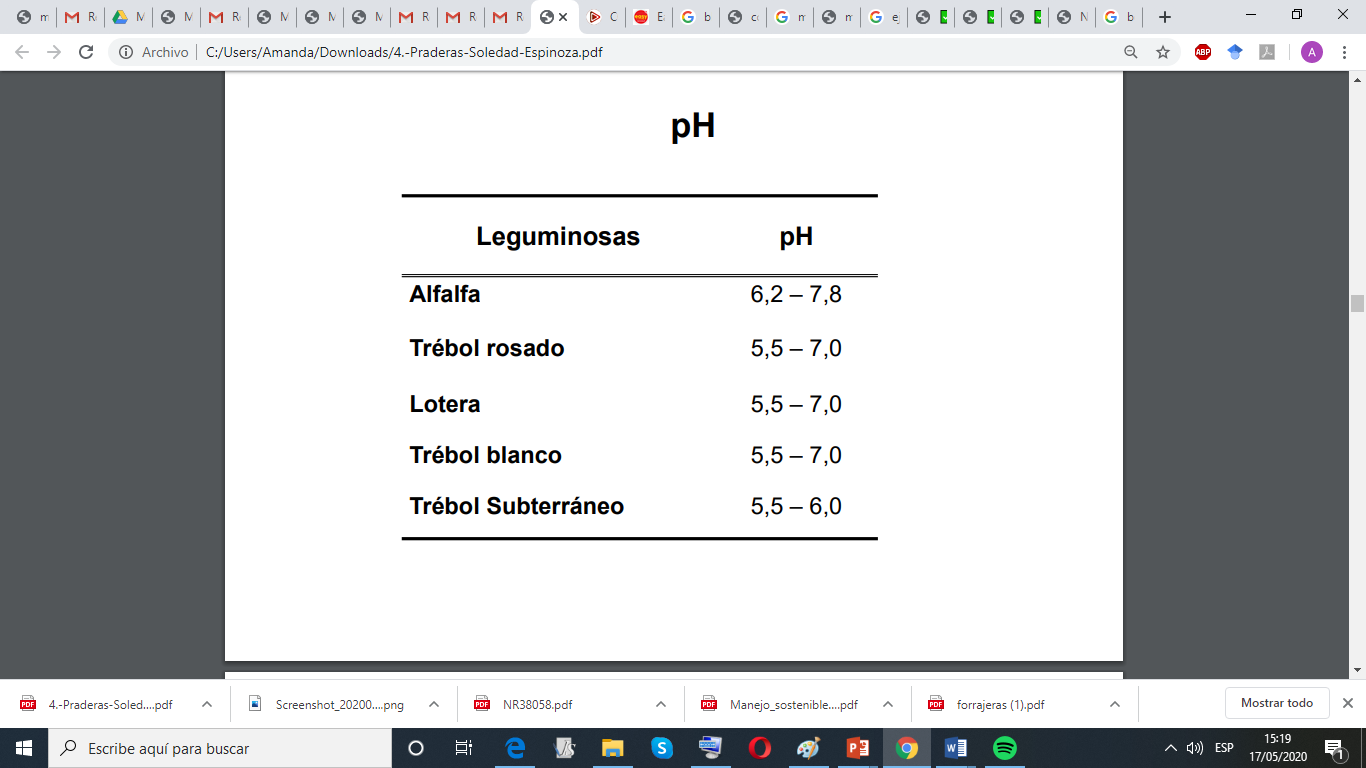 m R M M R M M M R R R C E b c m m e N b
Archivo C:/Users/Amanda/Downloads/4.-Praderas-Soledad-Espinoza.pdf ABP A
pH
Leguminosas pH
Alfalfa 6,2 – 7,8
Trébol rosado 5,5 – 7,0
Lotera 5,5 – 7,0
Trébol blanco 5,5 – 7,0
Trébol Subterráneo 5,5 – 6,0
4.-Praderas-Soled....pdf Screenshot_20200....png NR38058.pdf Manejo_sostenible....pdf forrajeras (1).pdf Mostrar todo
Escribe aquí para buscar ESP 15:19
17/05/2020